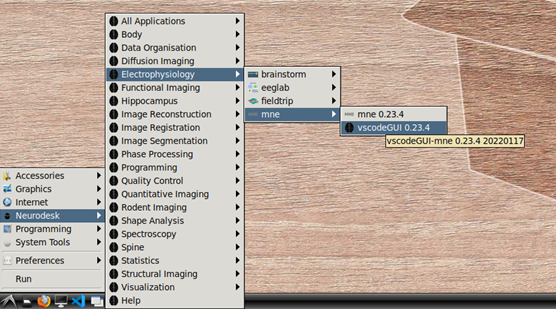 Accessories
Graphics
Internet
Neurodesk
Programming
System Tools
Preferences
Run
All Applications
Body
Data Organisation
Diffusion Imaging
Electrophysiology
Functional Imaging
Hippocampus
Image Reconstruction
Image Registration
Image Segmentation
Phase Processing
Programming
Quality Control
Quantitative Imaging
Rodent Imaging
Shape Analysis
Spectroscopy
Spine
Statistics
Structural Imaging
Visualization
Help
brainstorm
eeglab
fieldtrip
mne
mne 0.23.4
vscodeGUI 0.23.4
vscodeGUI-mne 0.23.4 20220117